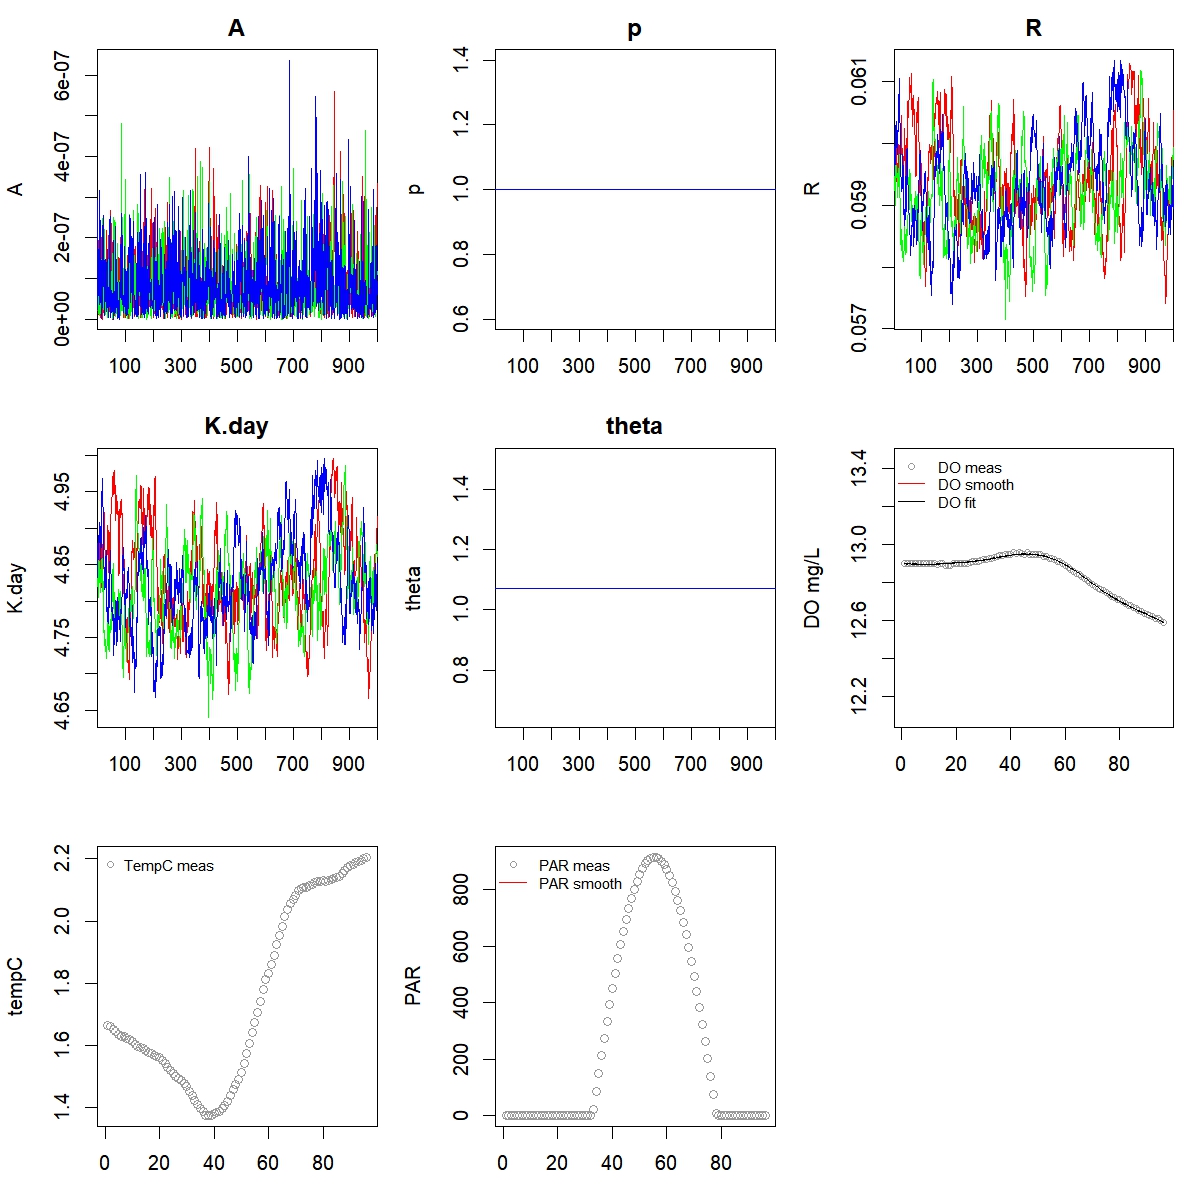 A
A
0e+00 2e-07 4e-07 6e-07
100 300 500 700 900
p
p
0.6 0.8 1.0 1.2 1.4
100 300 500 700 900
R
R
0.057 0.059 0.061
100 300 500 700 900
K.day
K.day
4.65 4.75 4.85 4.95
100 300 500 700 900
theta
theta
0.8 1.0 1.2 1.4
100 300 500 700 900
DO mg/L
12.2 12.6 13.0 13.4
DO meas
DO smooth
DO fit
0 20 40 60 80
tempC
1.4 1.6 1.8 2.0 2.2
TempC meas
0 20 40 60 80
PAR
0 200 400 600 800
PAR meas
PAR smooth
0 20 40 60 80